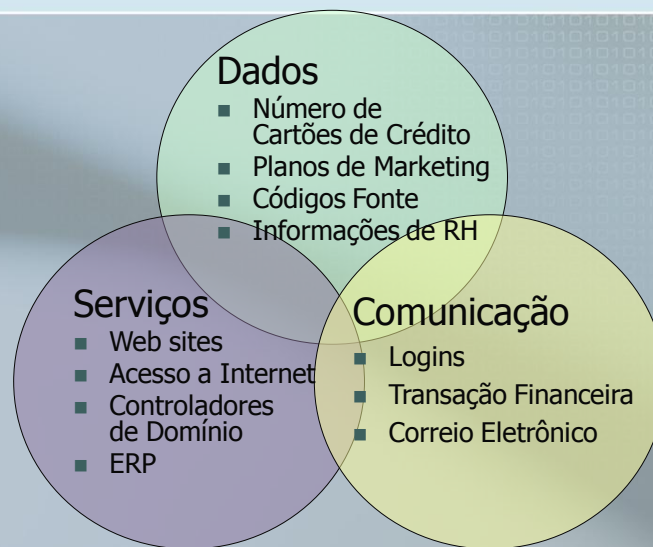 Dados
■ Número de
Cartões de Crédito
■ Planos de Marketing
■ Códigos Fonte
■ Informações de RH
Serviços
■ Web sites
■ Acesso a Internet
■ Controladores
de Domínio
■ ERP
Comunicação
■ Logins
■ Transação Financeira
■ Correio Eletrônico